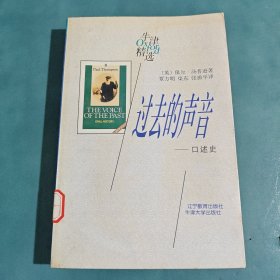 牛津
精选
Paul Thompson
THE VOICE
OF THE PAST
ORAL HISTORY
〔英〕保尔·汤普逊著
覃方明 渠东 张旅平译
过去的声音
——口述史
辽宁教育出版社
牛津大学出版社